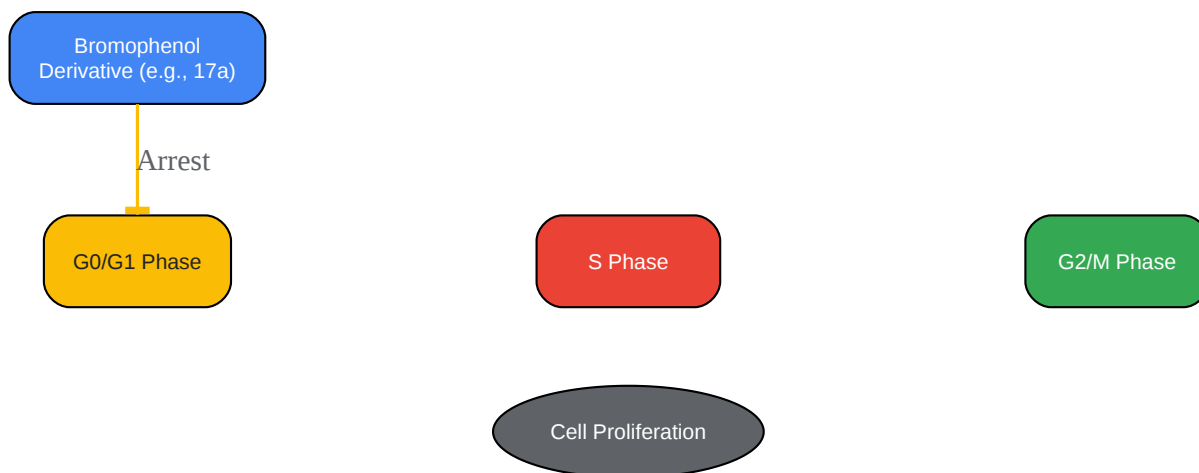 Bromophenol
Derivative (e.g., 17a)
Arrest
G0/G1 Phase
S Phase
G2/M Phase
Cell Proliferation